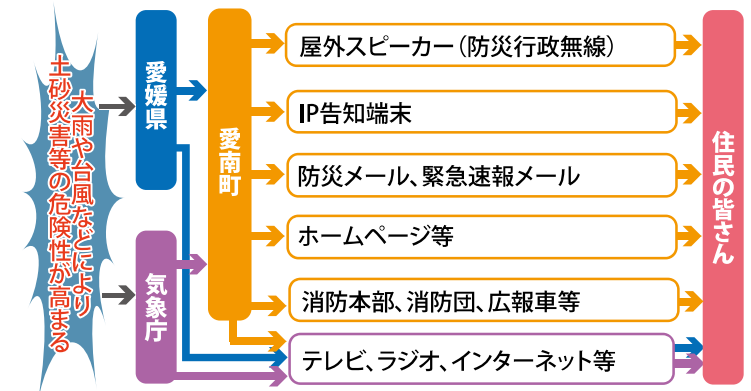 大雨や台風などにより
土砂災害等の危険性が高まる
愛媛県
気象庁
愛南町
屋外スピーカー（防災行政無線）
IP告知端末
防災メール、緊急速報メール
ホームページ等
消防本部、消防団、広報車等
テレビ、ラジオ、インターネット等
住民の皆さん